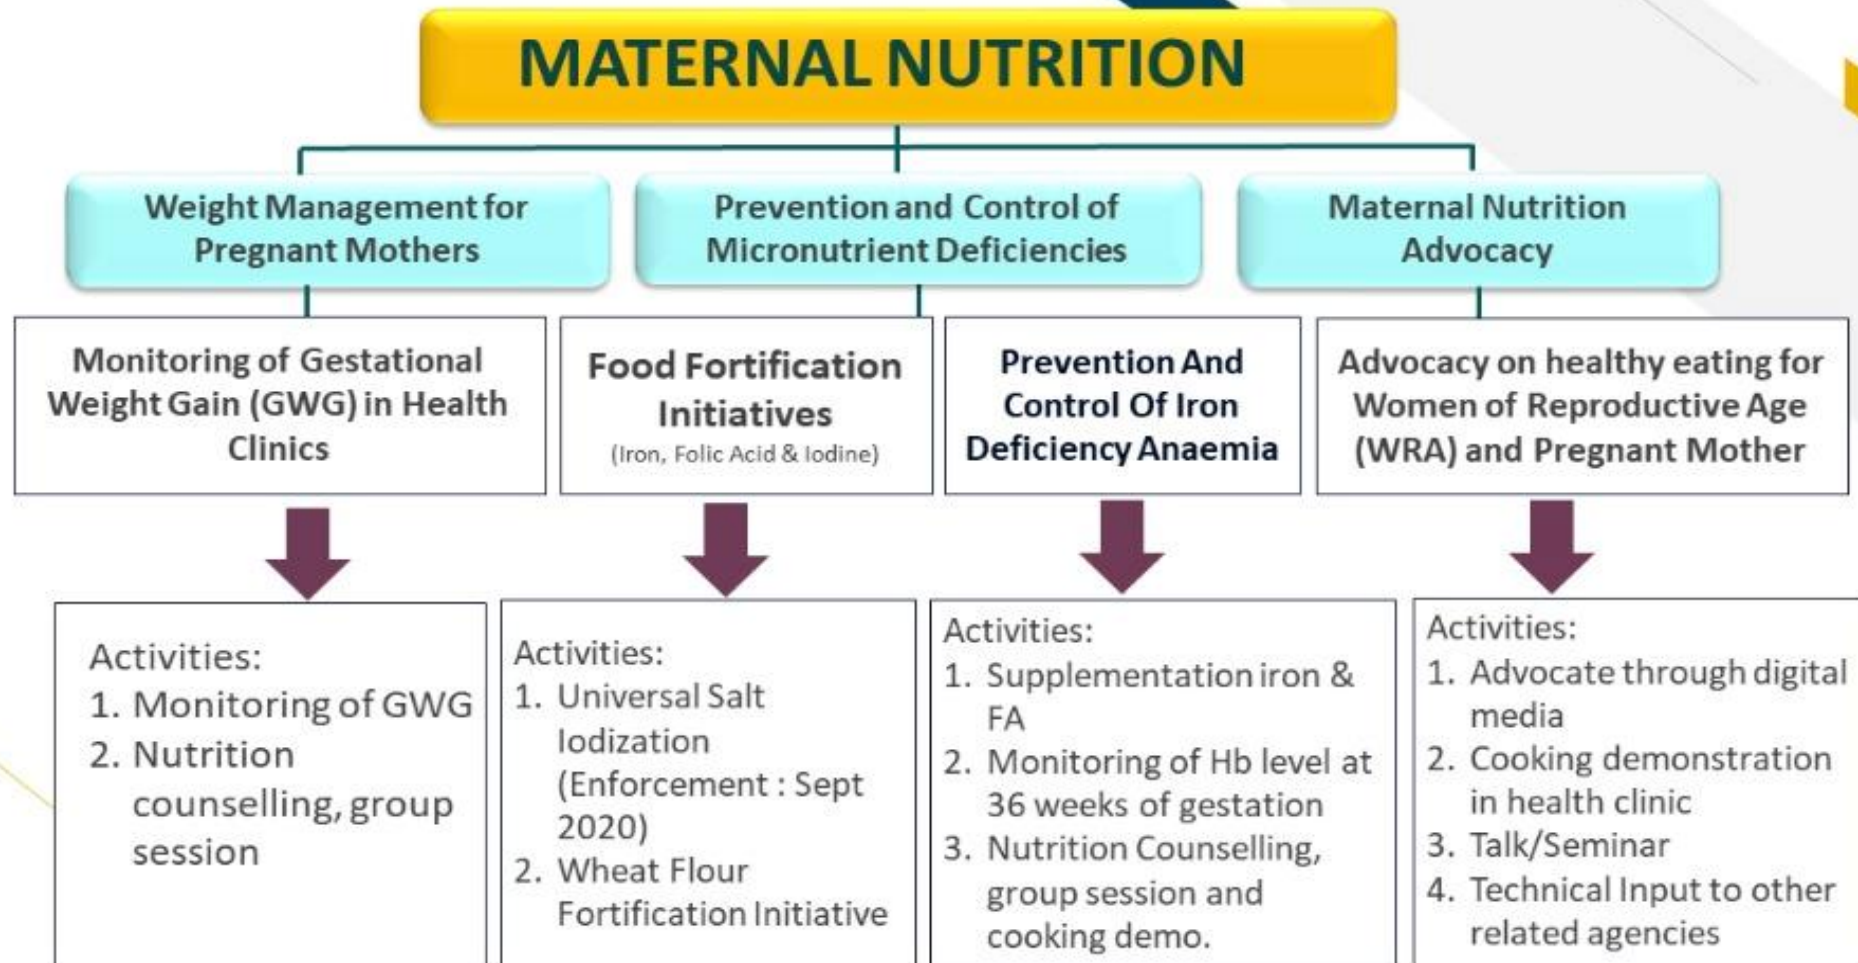 MATERNAL NUTRITION
Weight Management for
Pregnant Mothers
Prevention and Control of
Micronutrient Deficiencies
Maternal Nutrition
Advocacy
Monitoring of Gestational
Weight Gain (GWG) in Health
Clinics
Food Fortification
Initiatives
(Iron, Folic Acid & Iodine)
Prevention And
Control Of Iron
Deficiency Anaemia
Advocacy on healthy eating for
Women of Reproductive Age
(WRA) and Pregnant Mother
Activities:
1. Monitoring of GWG
2. Nutrition
counselling, group
session
Activities:
1. Universal Salt
Iodization
(Enforcement : Sept
2020)
2. Wheat Flour
Fortification Initiative
Activities:
1. Supplementation iron &
FA
2. Monitoring of Hb level at
36 weeks of gestation
3. Nutrition Counselling,
group session and
cooking demo.
Activities:
1. Advocate through digital
media
2. Cooking demonstration
in health clinic
3. Talk/Seminar
4. Technical Input to other
related agencies